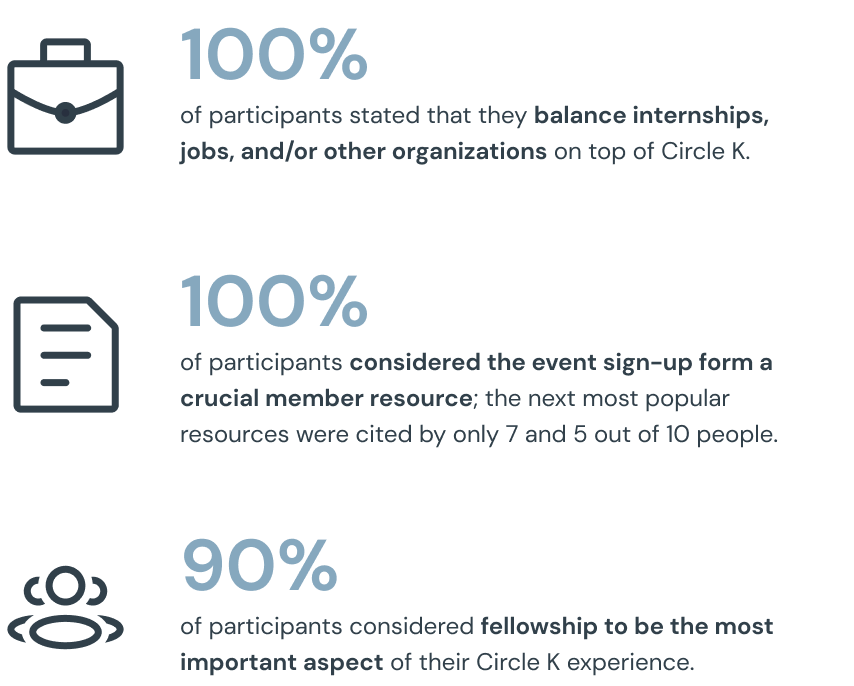 100%
of participants stated that they balance internships,
jobs, and/or other organizations on top of Circle K.
100%
of participants considered the event sign-up form a
crucial member resource; the next most popular
resources were cited by only 7 and 5 out of 10 people.
90%
of participants considered fellowship to be the most
important aspect of their Circle K experience.